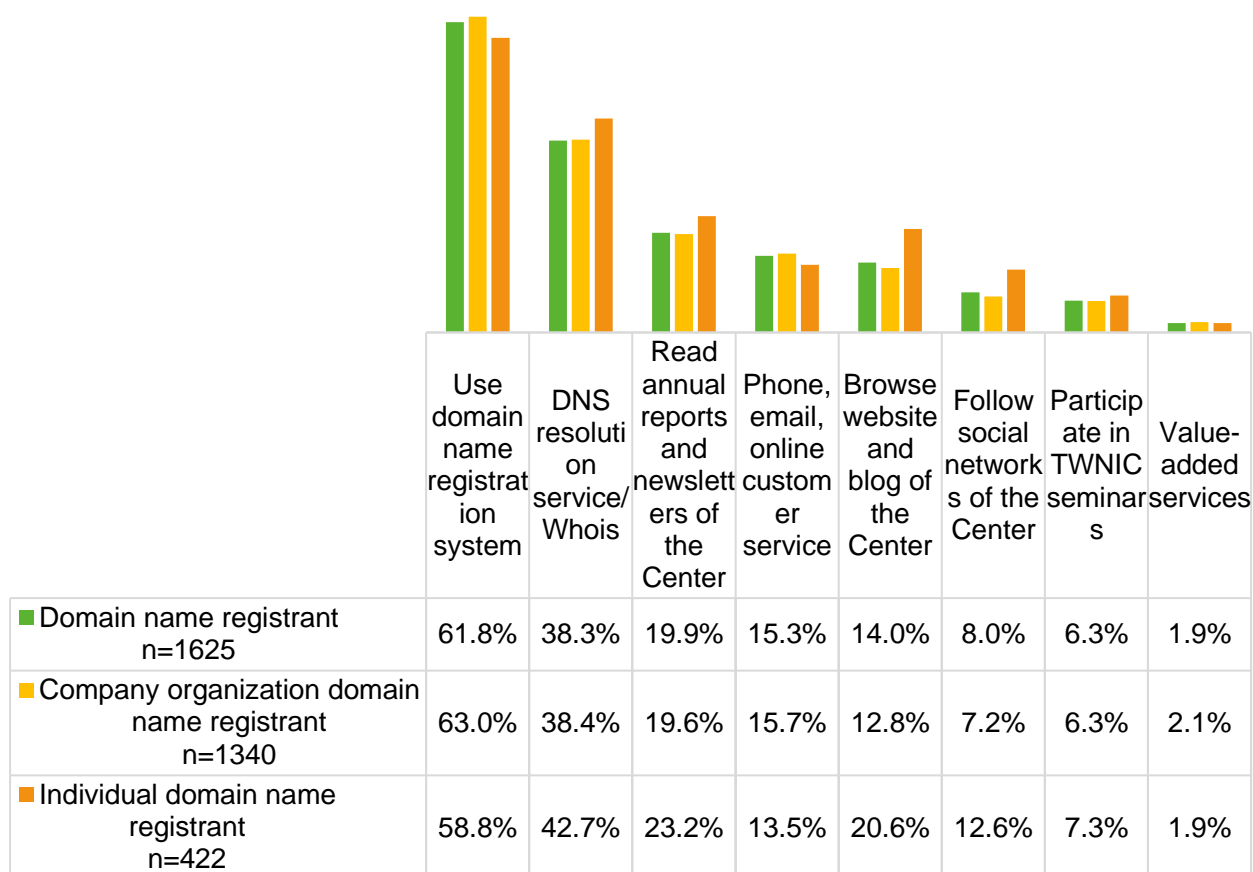 Use
domain
name
registrat
ion
system
DNS
resoluti
on
service/
Whois
Read
annual
reports
and
newslett
ers of
the
Center
Phone,
email,
online
custom
er
service
Browse
website
and
blog of
the
Center
Follow
social
network
s of the
Center
Particip
ate in
TWNIC
seminar
s
Value-
added
services
Domain name registrant
n=1625
61.8% 38.3% 19.9% 15.3% 14.0% 8.0% 6.3% 1.9%
Company organization domain
name registrant
n=1340
63.0% 38.4% 19.6% 15.7% 12.8% 7.2% 6.3% 2.1%
Individual domain name
registrant
n=422
58.8% 42.7% 23.2% 13.5% 20.6% 12.6% 7.3% 1.9%